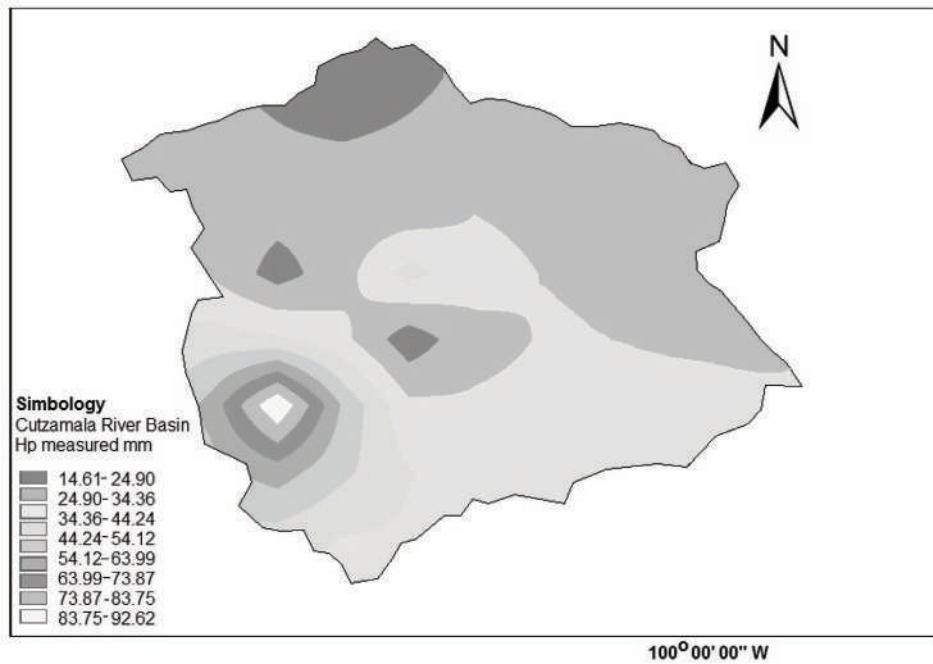 N
Simbology
Cutzamala River Basin
Hp measured mm
14.61-24.90
24.90-34.36
34.36-44.24
44.24-54.12
54.12-63.99
63.99-73.87
73.87-83.75
83.75-92.62
100°00'00" W